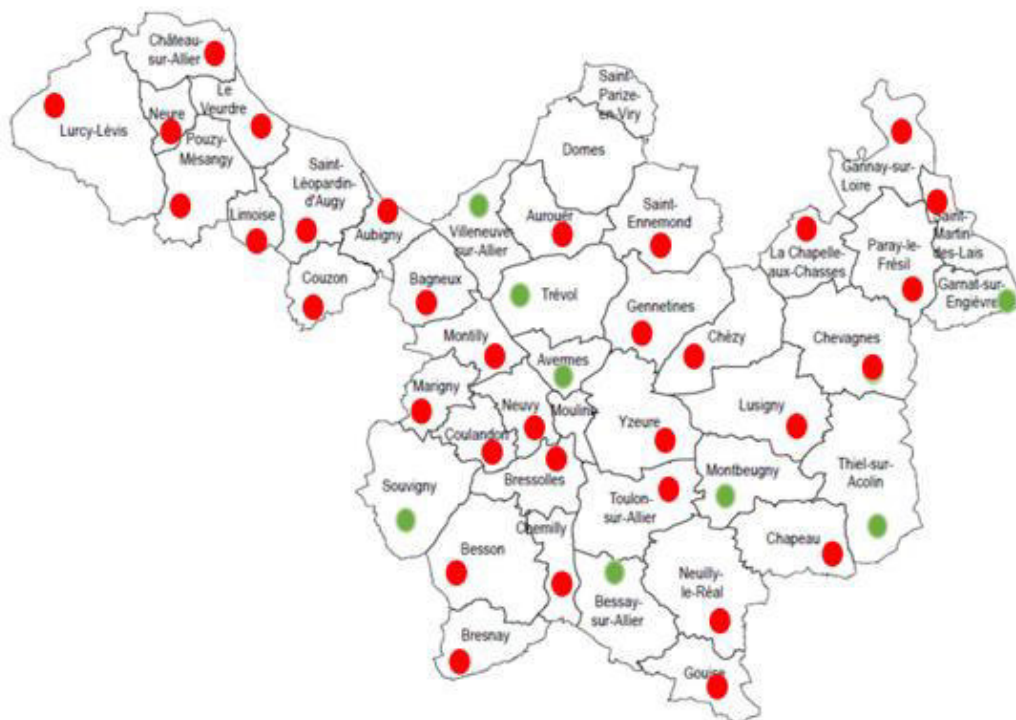 Château-
sur-Allier
Le
Veurdre
Neure
Lurcy-Lévis
Pouzy-
Mésangy
Saint-
Léopardin-
d'Augy
Limoise
Aubigny
Couzon
Saint-
Parize-
en-Viry
Dornes
Villeneuve-
sur-Allier
Aurouër
Saint-
Ennemond
Gannay-sur-
Loire
Saint-
Martin-
des-Lais
La Chapelle-
aux-Chasses
Paray-le-
Frésil
Garnat-sur-
Engièvre
Bagneux
Trévol
Gennetines
Chézy
Chevagnes
Montilly
Avermes
Marigny
Neuvy
Moulins
Yzeure
Lusigny
Coulandon
Bressolles
Souvigny
Montbeugny
Thiel-sur-
Acolin
Toulon-
sur-Allier
Chemilly
Besson
Chapeau
Neuilly-
le-Réal
Bessay-
sur-Allier
Bresnay
Gouise